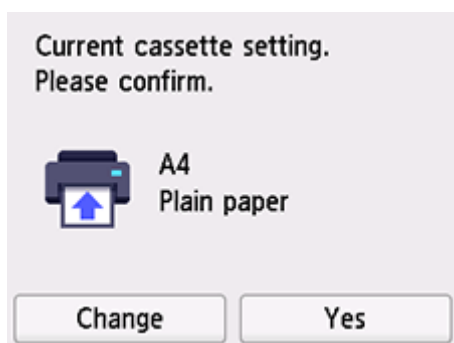 Current cassette setting.
Please confirm.
A4
Plain paper
Change
Yes